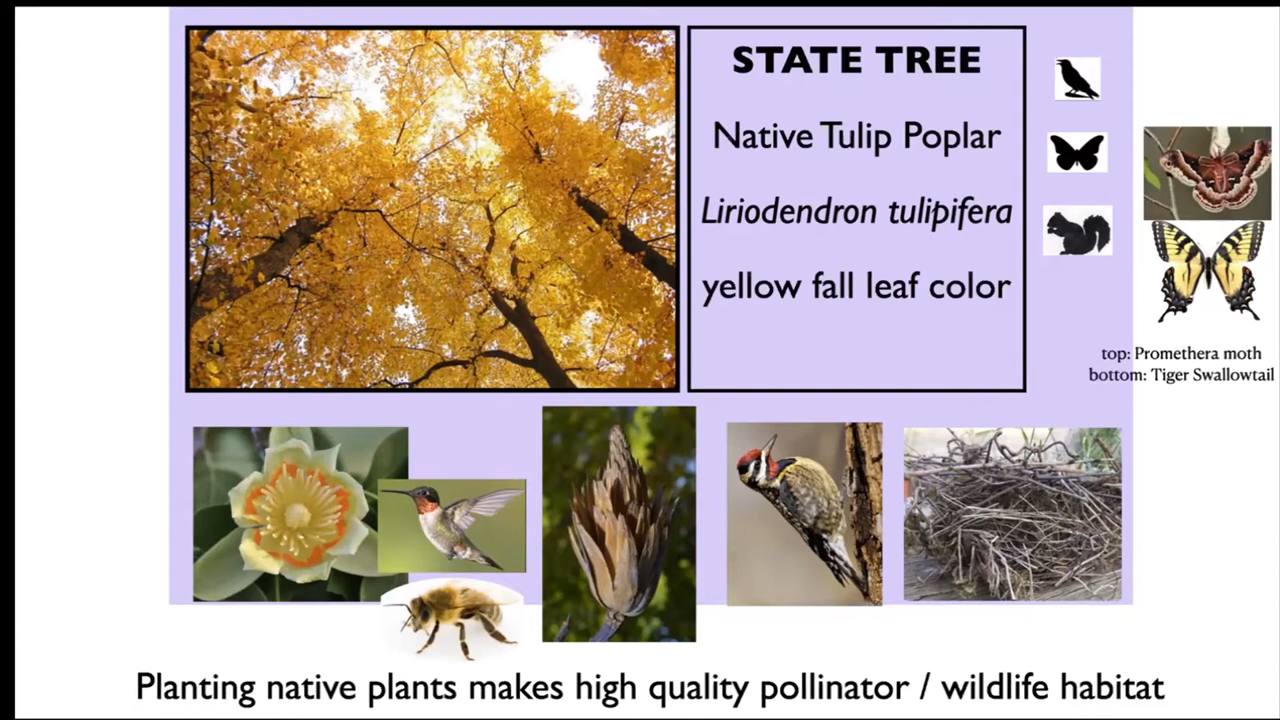 STATE TREE
Native Tulip Poplar
Liriodendron tulipifera
yellow fall leaf color
top: Promethera moth
bottom: Tiger Swallowtail
Planting native plants makes high quality pollinator / wildlife habitat